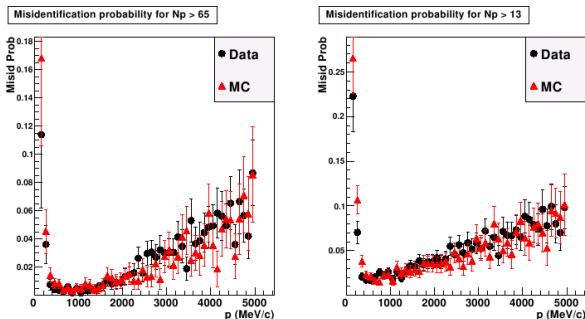 Misidentification probability for Np > 65
Misid Prob
0.18
0.16
0.14
0.12
0.10
0.08
0.06
0.04
0.02
Data
MC
0 1000 2000 3000 4000 5000
p (MeV/c)
Misidentification probability for Np > 13
Misid Prob
0.25
0.20
0.15
0.10
0.05
Data
MC
0 1000 2000 3000 4000 5000
p (MeV/c)